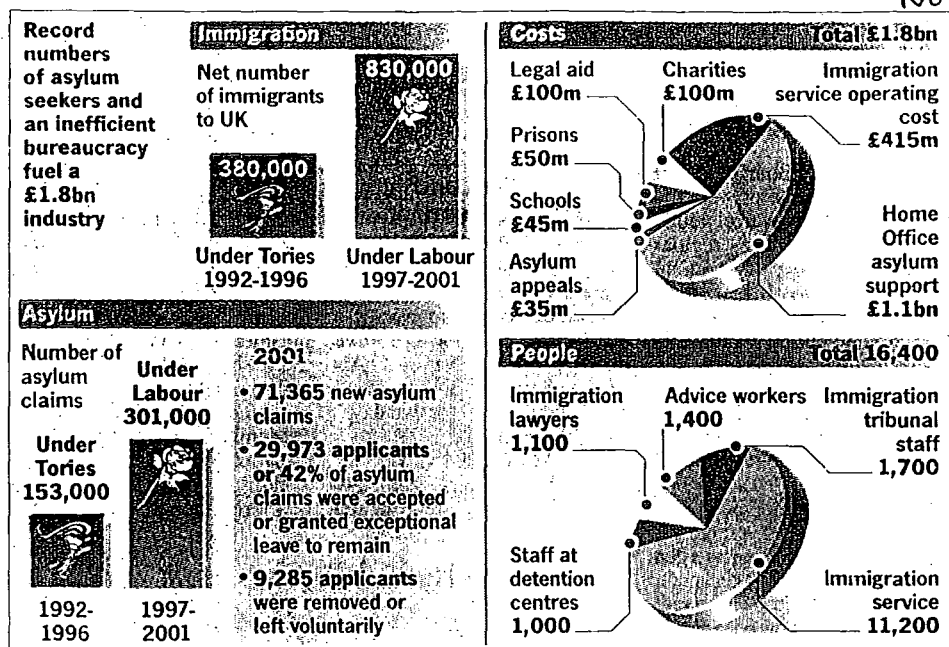 Record
numbers
of asylum
seekers and
an inefficient
bureaucracy
fuel a
£1.8bn
industry
Immigration
Net number
of immigrants
to UK
380,000
830,000
Under Tories
1992-1996
Under Labour
1997-2001
Asylum
Number of
asylum
claims
Under
Tories
153,000
Under
Labour
301,000
1992-
1996
1997-
2001
2001
• 71,365 new asylum
claims
• 29,973 applicants
or 42% of asylum
claims were accepted
or granted exceptional
leave to remain
• 9,285 applicants
were removed or
left voluntarily
Costs Total £1.8bn
Legal aid
£100m
Charities
£100m
Immigration
service operating
cost
£415m
Prisons
£50m
Schools
£45m
Asylum
appeals
£35m
Home
Office
asylum
support
£1.1bn
People Total 16,400
Immigration
lawyers
1,100
Advice workers
1,400
Immigration
tribunal
staff
1,700
Staff at
detention
centres
1,000
Immigration
service
11,200